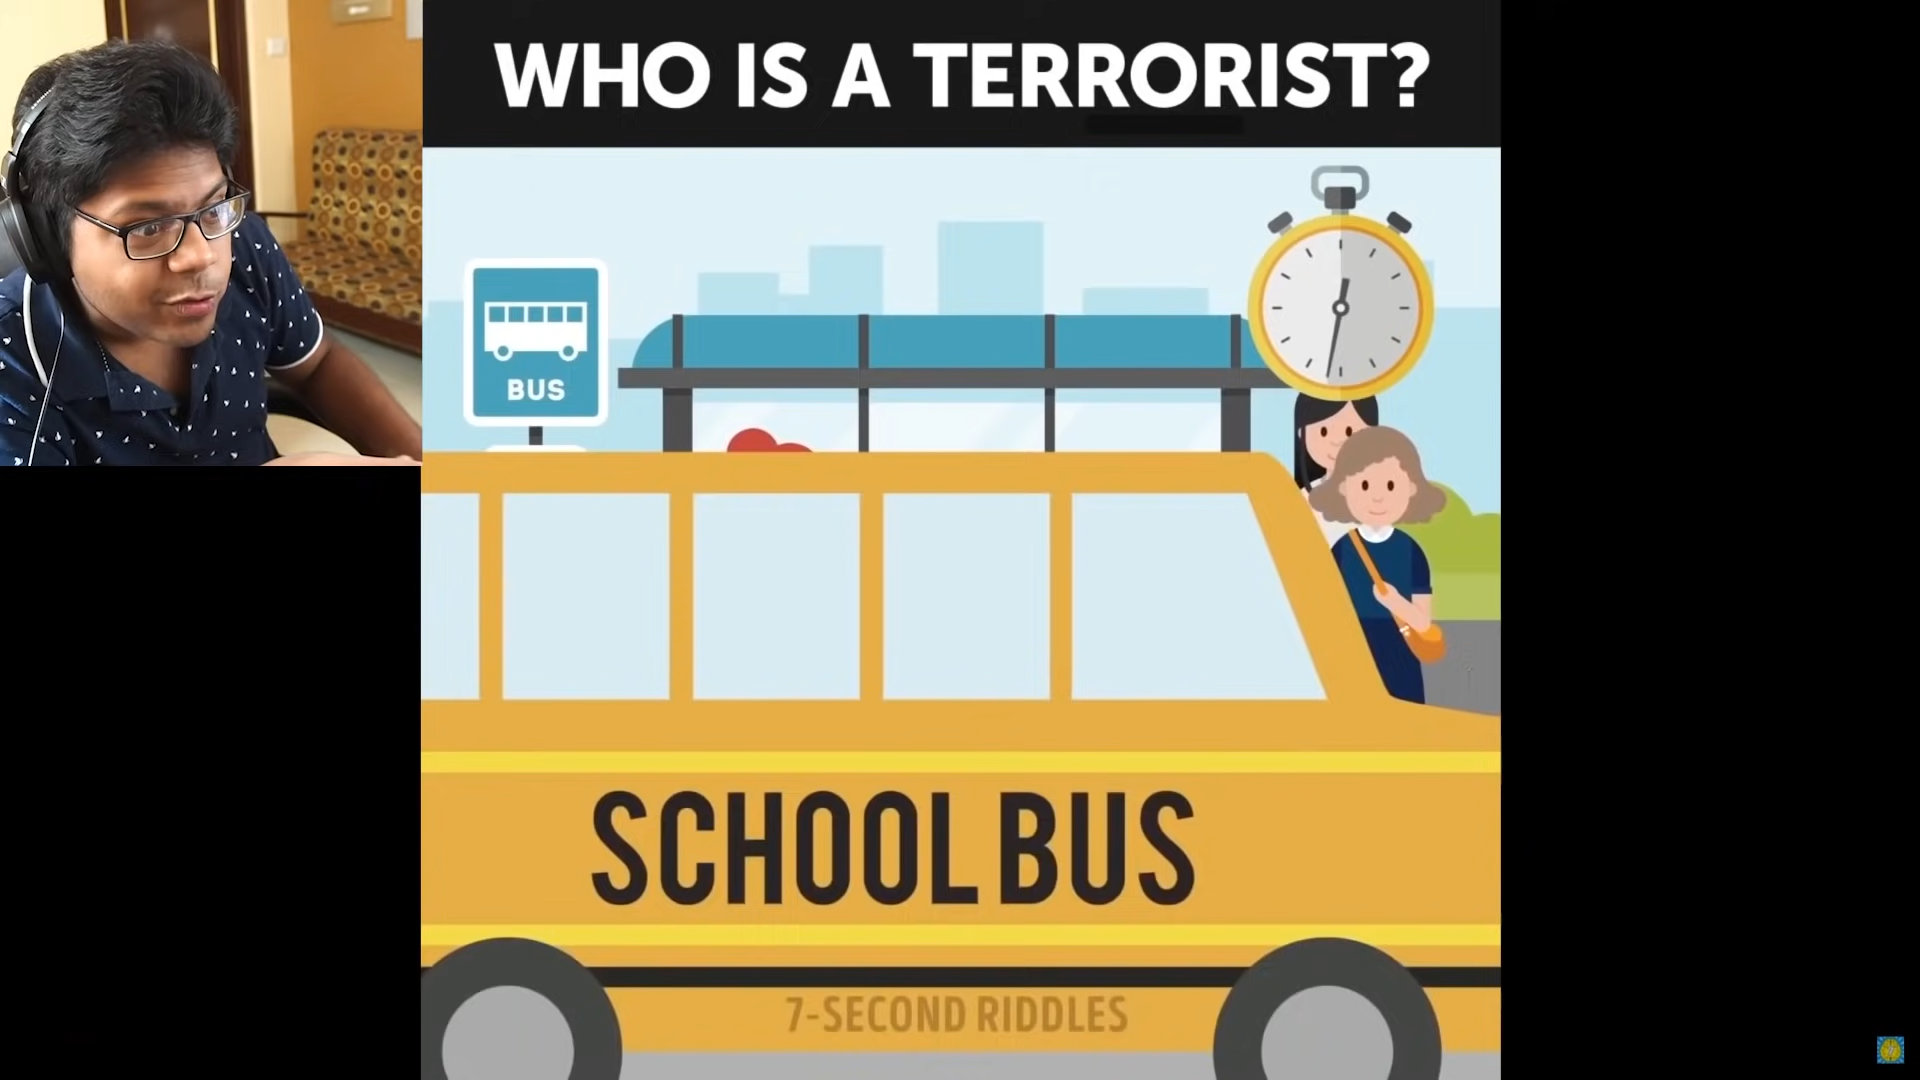 WHO IS A TERRORIST?
BUS
SCHOOL BUS
7-SECOND RIDDLES